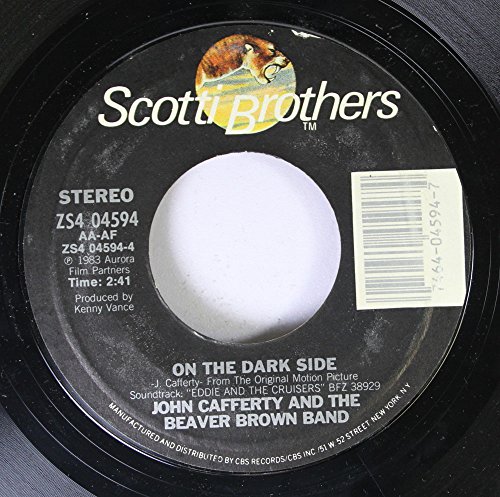 Scotti Brothers
TM
STEREO
ZS4 04594
AA-AF
ZS4 04594-4
℗ 1983 Aurora
Film Partners
Time: 2:41
Produced by
Kenny Vance
7464-04594-7
ON THE DARK SIDE
-J. Cafferty- From The Original Motion Picture
Soundtrack: "EDDIE AND THE CRUISERS" BFZ 38929
JOHN CAFFERTY AND THE
BEAVER BROWN BAND
MANUFACTURED AND DISTRIBUTED BY CBS RECORDS/CBS INC./51 W. 52 STREET, NEW YORK, N.Y.